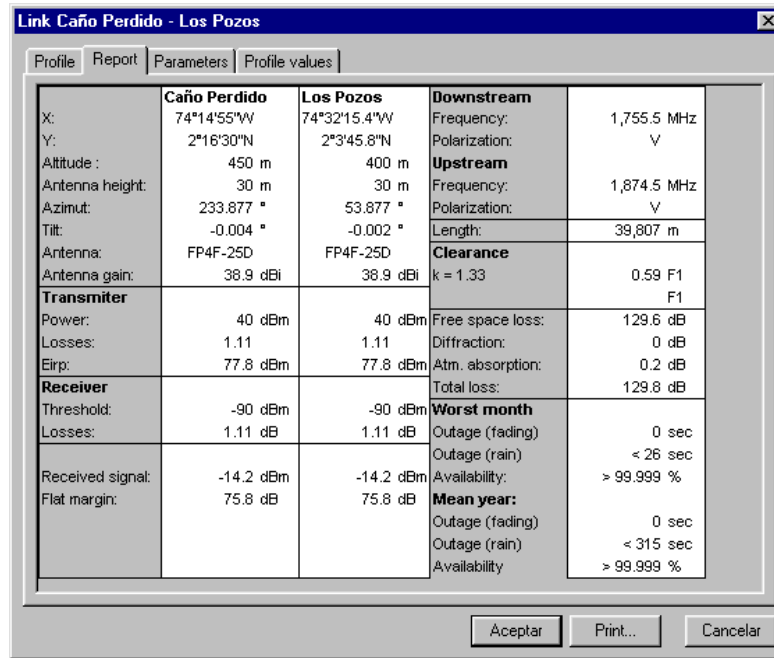 Link Caño Perdido - Los Pozos
Profile Report Parameters Profile values
Caño Perdido Los Pozos Downstream
X: 74°14'55"W 74°32'15.4"W Frequency: 1,755.5 MHz
Y: 2°16'30"N 2°3'45.8"N Polarization: V
Altitude : 450 m 400 m Upstream
Antenna height: 30 m 30 m Frequency: 1,874.5 MHz
Azimut: 233.877 ° 53.877 ° Polarization: V
Tilt: -0.004 ° -0.002 ° Length: 39,807 m
Antenna: FP4F-25D FP4F-25D Clearance
Antenna gain: 38.9 dBi 38.9 dBi k = 1.33 0.59 F1
Transmiter F1
Power: 40 dBm 40 dBm Free space loss: 129.6 dB
Losses: 1.11 1.11 Diffraction: 0 dB
Eirp: 77.8 dBm 77.8 dBm Atm. absorption: 0.2 dB
Receiver Total loss: 129.8 dB
Threshold: -90 dBm -90 dBm Worst month
Losses: 1.11 dB 1.11 dB Outage (fading) 0 sec
Outage (rain) < 26 sec
Received signal: -14.2 dBm -14.2 dBm Availability: > 99.999 %
Flat margin: 75.8 dB 75.8 dB Mean year:
Outage (fading) 0 sec
Outage (rain) < 315 sec
Availability > 99.999 %
Aceptar Print... Cancelar